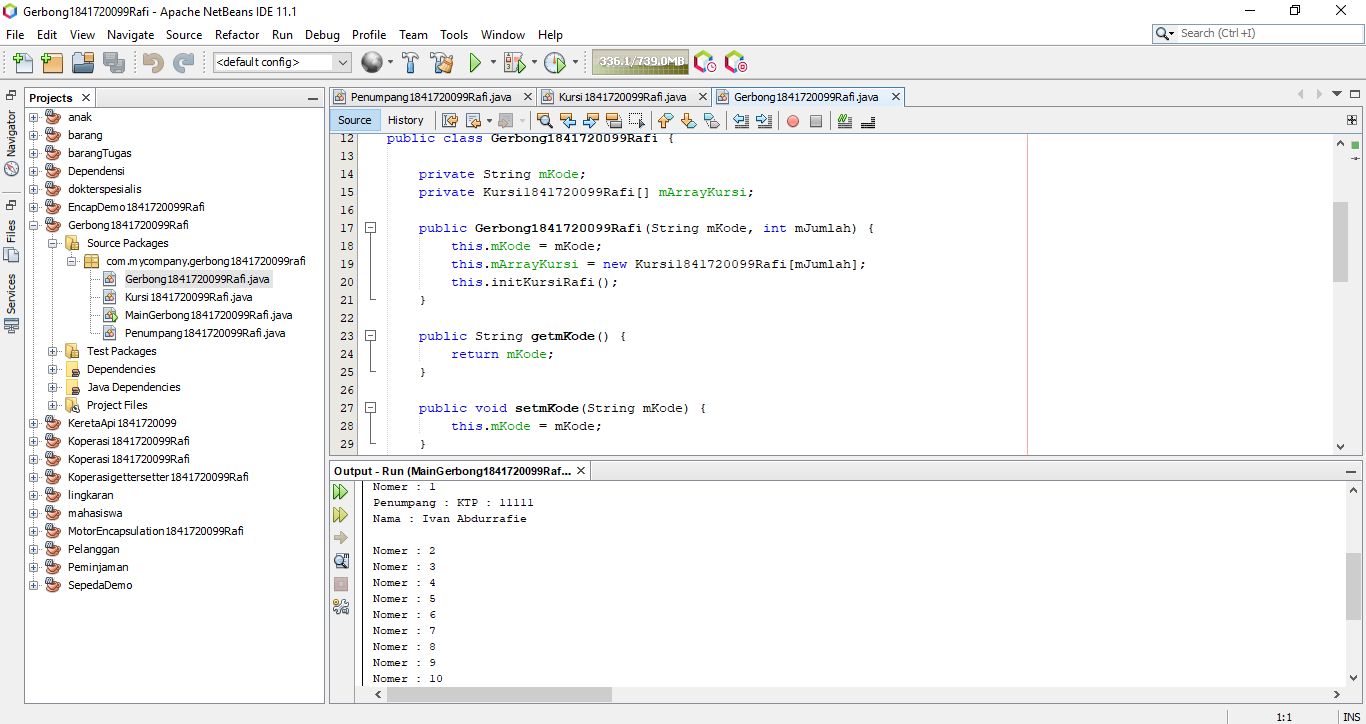 Gerbong1841720099Rafi - Apache NetBeans IDE 11.1
File Edit View Navigate Source Refactor Run Debug Profile Team Tools Window Help
Search (Ctrl+I)
<default config>
336.1/739.0MB
Navigator
Files
Services
Projects
anak
barang
barangTugas
Dependensi
dokterspesialis
EncapDemo1841720099Rafi
Gerbong1841720099Rafi
Source Packages
com.mycompany.gerbong1841720099rafi
Gerbong1841720099Rafi.java
Kursi1841720099Rafi.java
MainGerbong1841720099Rafi.java
Penumpang1841720099Rafi.java
Test Packages
Dependencies
Java Dependencies
Project Files
KeretaApi1841720099
Koperasi1841720099Rafi
Koperasi1841720099Rafi
Koperasigettersetter1841720099Rafi
lingkaran
mahasiswa
MotorEncapsulation1841720099Rafi
Pelanggan
Peminjaman
SepedaDemo
Penumpang1841720099Rafi.java Kursi1841720099Rafi.java Gerbong1841720099Rafi.java
Source History
12 public class Gerbong1841720099Rafi {
13
14 private String mKode;
15 private Kursi1841720099Rafi[] mArrayKursi;
16
17 public Gerbong1841720099Rafi(String mKode, int mJumlah) {
18 this.mKode = mKode;
19 this.mArrayKursi = new Kursi1841720099Rafi[mJumlah];
20 this.initKursiRafi();
21 }
22
23 public String getmKode() {
24 return mKode;
25 }
26
27 public void setmKode(String mKode) {
28 this.mKode = mKode;
29 }
Output - Run (MainGerbong1841720099Raf...
Nomer : 1
Penumpang : KTP : 11111
Nama : Ivan Abdurrafie
Nomer : 2
Nomer : 3
Nomer : 4
Nomer : 5
Nomer : 6
Nomer : 7
Nomer : 8
Nomer : 9
Nomer : 10
1:1 INS